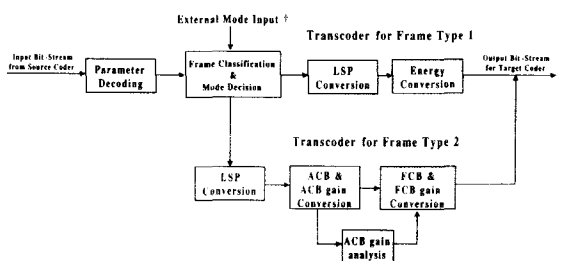 External Mode Input †
Transcoder for Frame Type 1
Input Bit-Stream
from Source Coder
Parameter
Decoding
Frame Classification
&
Mode Decision
LSP
Conversion
Energy
Conversion
Output Bit-Stream
for Target Coder
Transcoder for Frame Type 2
LSP
Conversion
ACB &
ACB gain
Conversion
FCB &
FCB gain
Conversion
ACB gain
analysis